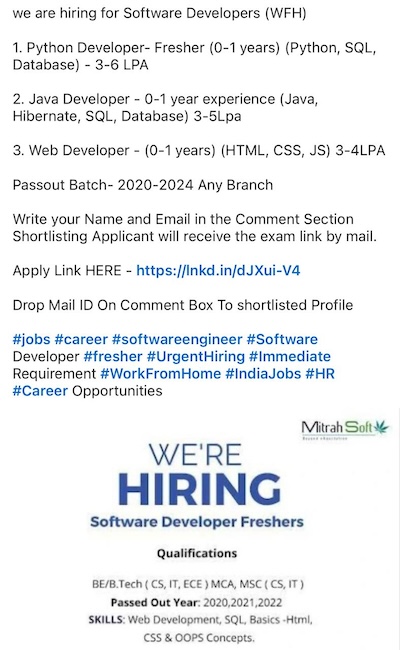 we are hiring for Software Developers (WFH)
1. Python Developer- Fresher (0-1 years) (Python, SQL,
Database) - 3-6 LPA
2. Java Developer - 0-1 year experience (Java,
Hibernate, SQL, Database) 3-5Lpa
3. Web Developer - (0-1 years) (HTML, CSS, JS) 3-4LPA
Passout Batch- 2020-2024 Any Branch
Write your Name and Email in the Comment Section
Shortlisting Applicant will receive the exam link by mail.
Apply Link HERE - https://lnkd.in/dJXui-V4
Drop Mail ID On Comment Box To shortlisted Profile
#jobs #career #softwareengineer #Software
Developer #fresher #UrgentHiring #Immediate
Requirement #WorkFromHome #IndiaJobs #HR
#Career Opportunities
Mitrah Soft
Beyond eXpectation
WE'RE
HIRING
Software Developer Freshers
Qualifications
BE/B.Tech ( CS, IT, ECE ) MCA, MSC ( CS, IT )
Passed Out Year: 2020,2021,2022
SKILLS: Web Development, SQL, Basics -Html,
CSS & OOPS Concepts.